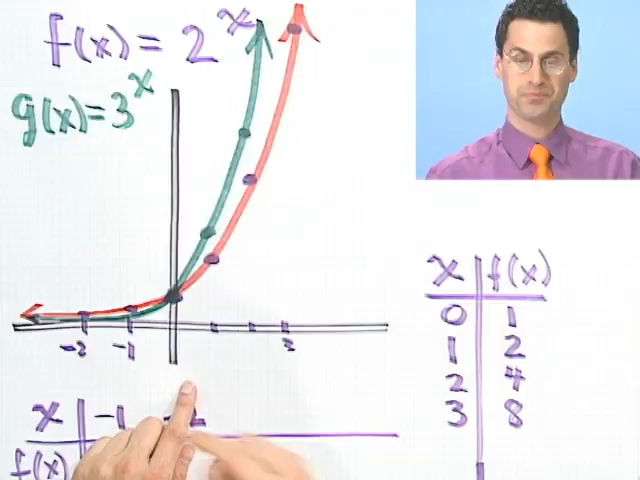 f(x) = 2^x
g(x) = 3^x
-2 -1 2
x f(x)
0 1
1 2
2 4
3 8
x -1
f(x)